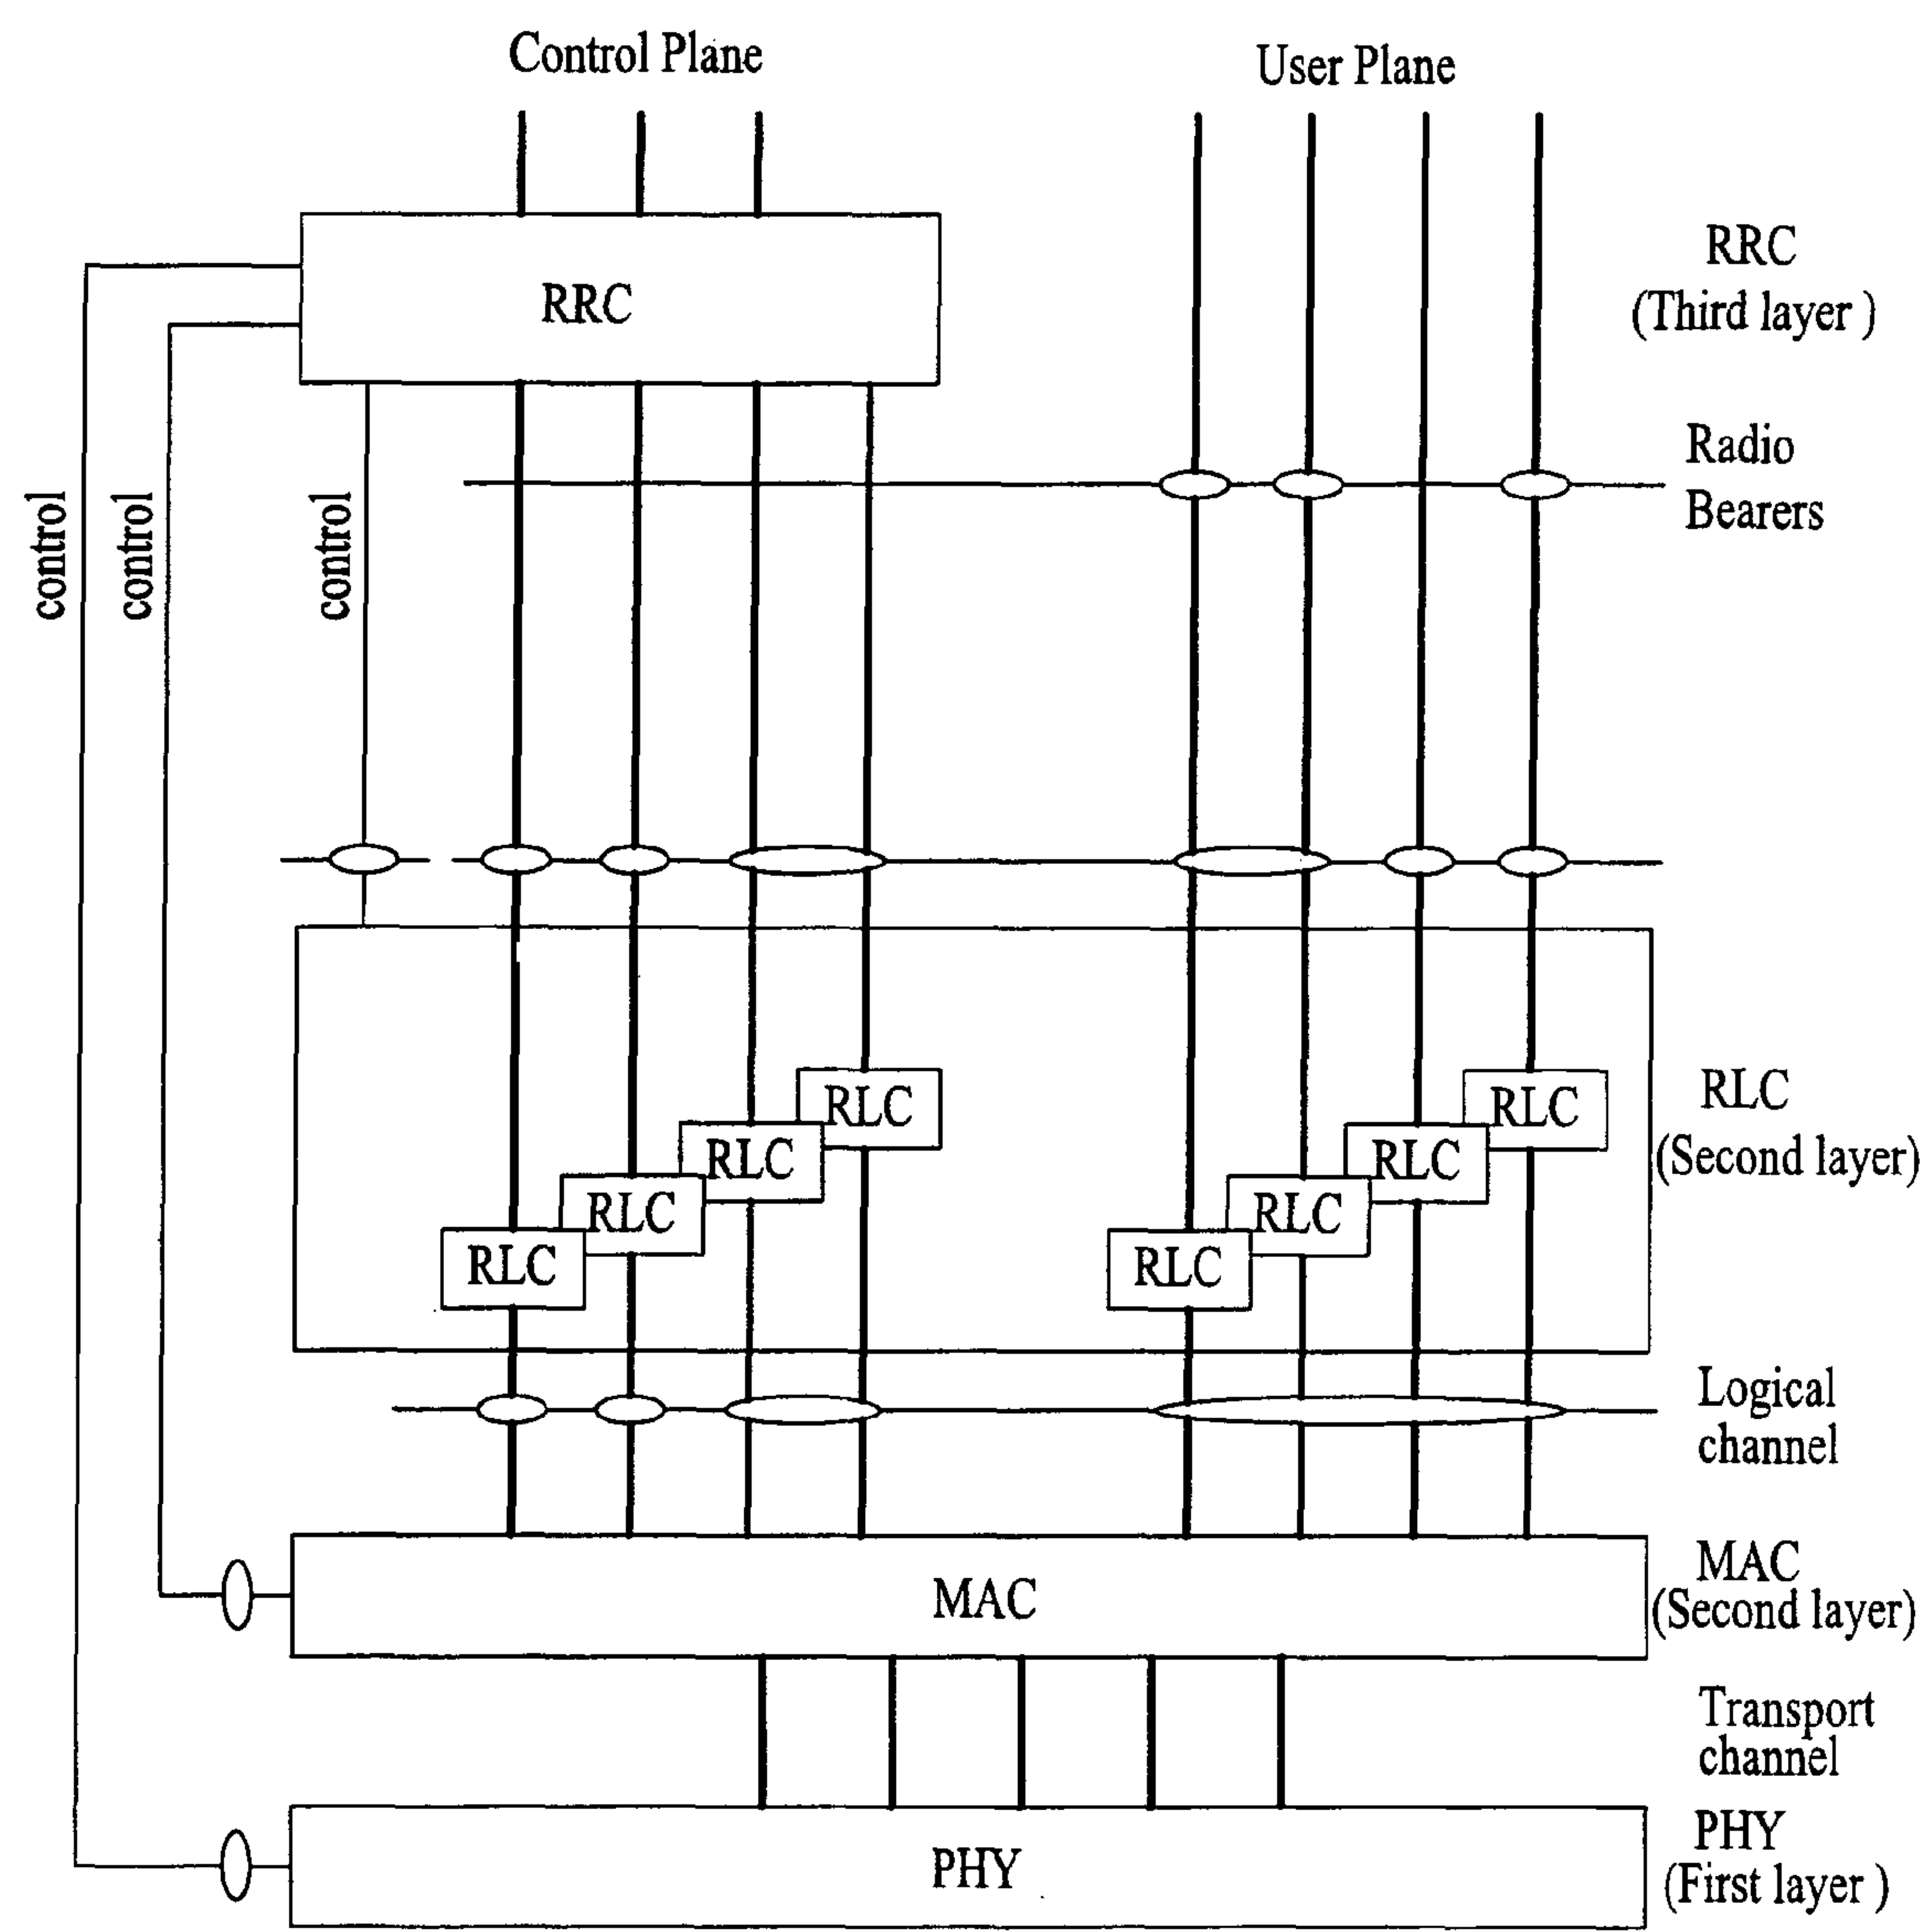 Control Plane
User Plane
RRC
RRC
(Third layer )
Radio
Bearers
control
control
control
RLC
RLC
RLC
RLC
RLC
RLC
RLC
RLC
RLC
(Second layer)
Logical
channel
MAC
MAC
(Second layer)
Transport
channel
PHY
PHY
(First layer )